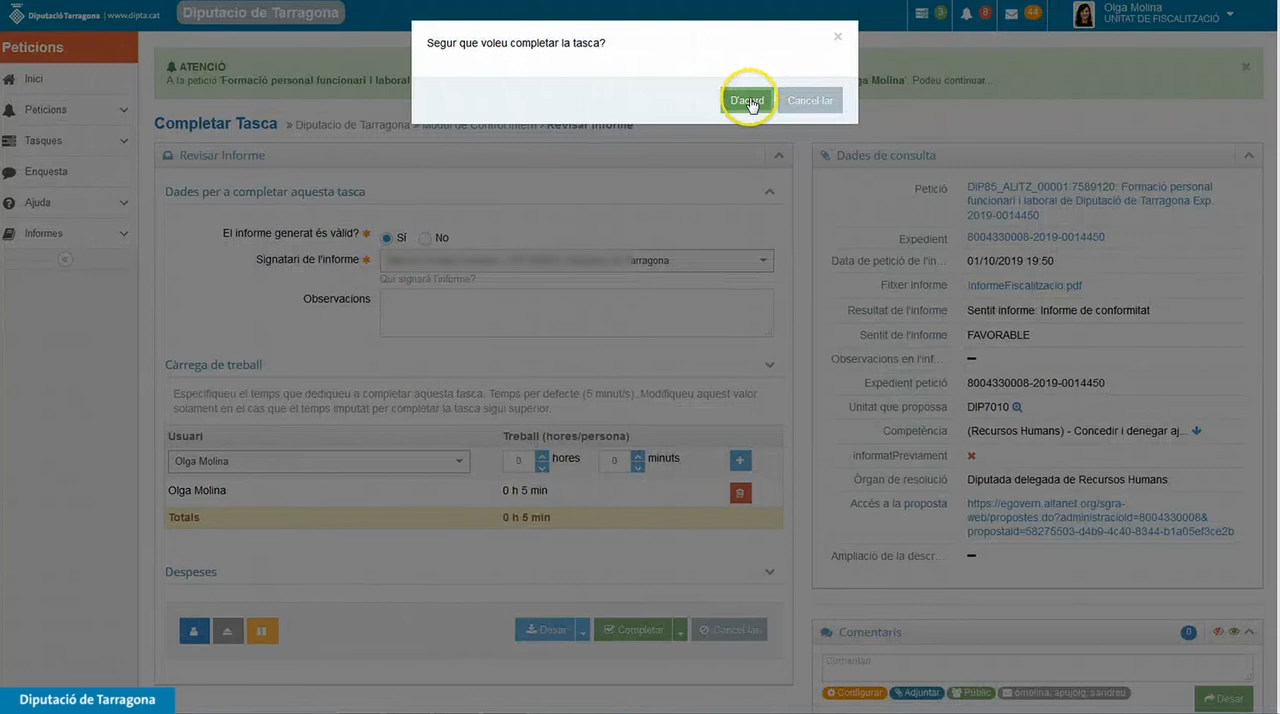 Diputació Tarragona | www.dipta.cat
Diputacio de Tarragona
3
8
44
Olga Molina
UNITAT DE FISCALITZACIÓ
Peticions
Inici
Peticions
Tasques
Enquesta
Ajuda
Informes
Segur que voleu completar la tasca?
×
D'acord
Cancel·lar
ATENCIÓ
A la petició 'Formació personal funcionari i laboral
Molina'. Podeu continuar...
Completar Tasca » Diputacio de Tarragona › Mòdul de Control Intern › Revisar Informe
Revisar Informe
Dades per a completar aquesta tasca
El informe generat és vàlid?
Sí
No
Signatari de l'informe
Tarragona
Qui signarà l'informe?
Observacions
Càrrega de treball
Especifiqueu el temps que dediqueu a completar aquesta tasca. Temps per defecte (5 minut/s). Modifiqueu aquest valor
solament en el cas que el temps imputat per completar la tasca sigui superior.
Usuari
Treball (hores/persona)
Olga Molina
0 hores
0 minuts
Olga Molina
0 h 5 min
Totals
0 h 5 min
Despeses
Desar
Completar
Cancel·lar
Dades de consulta
Petició
DIP85_ALITZ_00001:7589120: Formació personal
funcionari i laboral de Diputació de Tarragona Exp.
2019-0014450
Expedient
8004330008-2019-0014450
Data de petició de l'in...
01/10/2019 19:50
Fitxer Informe
InformeFiscalitzacio.pdf
Resultat de l'informe
Sentit informe: Informe de conformitat
Sentit de l'informe
FAVORABLE
Observacions en l'inf...
Expedient petició
8004330008-2019-0014450
Unitat que propossa
DIP7010
Competència
(Recursos Humans) - Concedir i denegar aj...
informatPreviament
Òrgan de resolució
Diputada delegada de Recursos Humans
Accés a la proposta
https://egovern.altanet.org/sgra-
web/propostes.do?administracioId=8004330008&
propostaid=58276503-d4b9-4c40-8344-b1a05ef3ce2b
Ampliació de la descr...
Comentaris
0
Comentari
Configurar
Adjuntar
Públic
omolina, apujolg, sandreu
Desar
Diputació de Tarragona